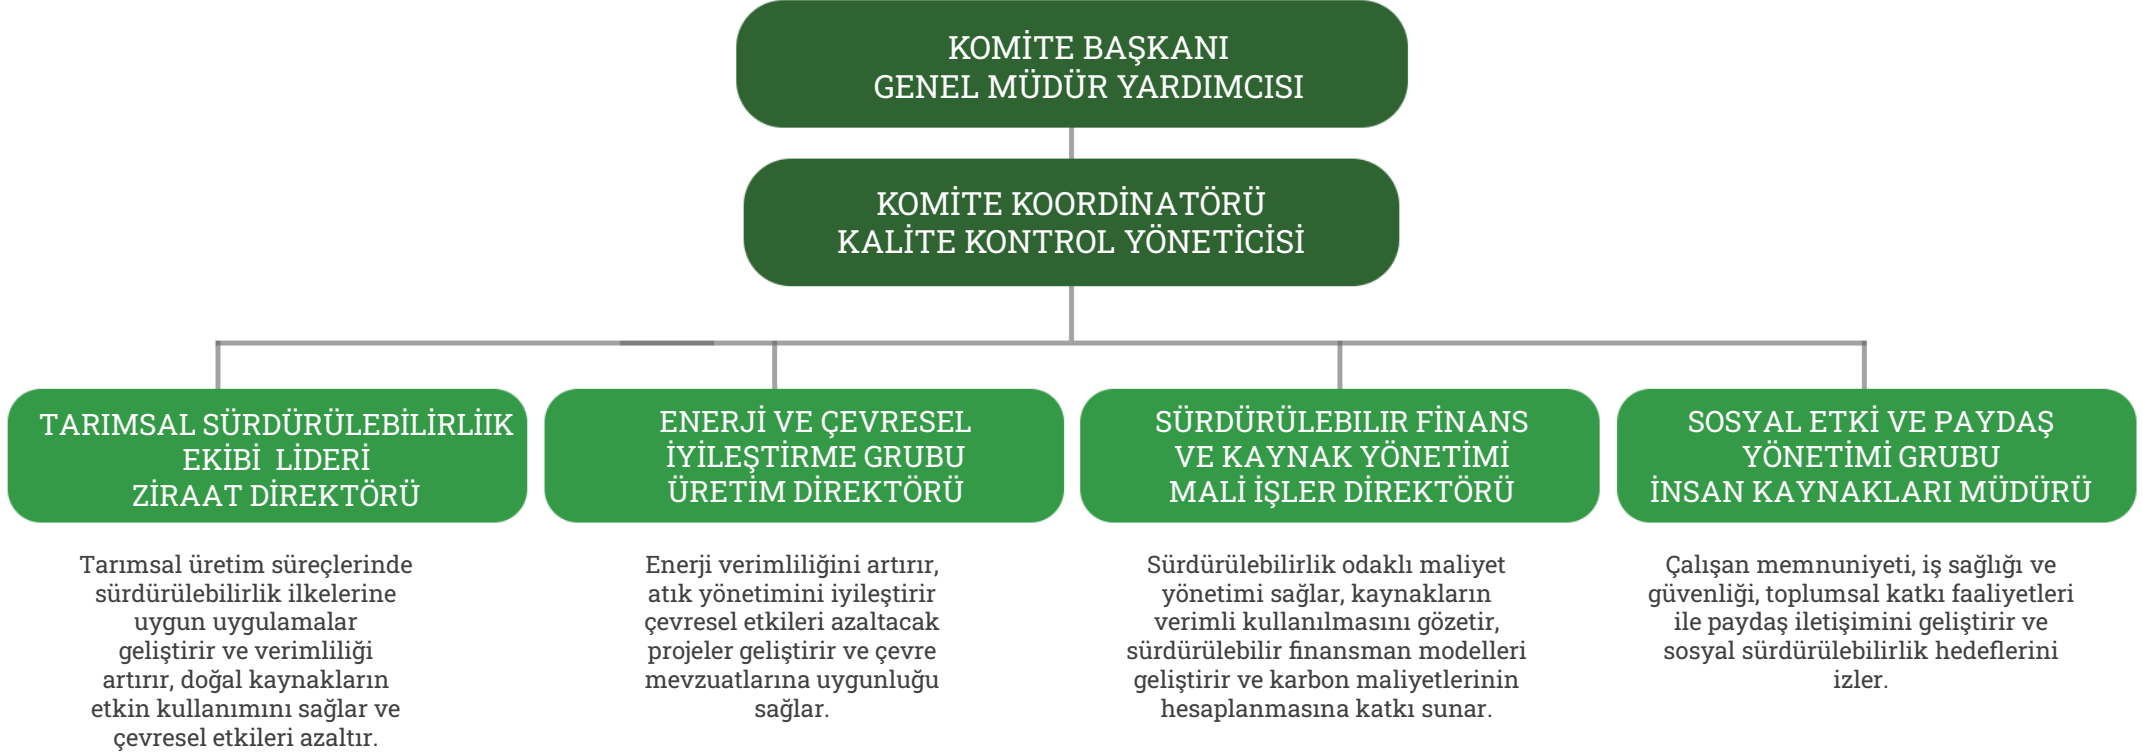 KOMİTE BAŞKANI
GENEL MÜDÜR YARDIMCISI
KOMİTE KOORDİNATÖRÜ
KALİTE KONTROL YÖNETİCİSİ
TARIMSAL SÜRDÜRÜLEBİLİRLİIK
EKİBİ LİDERİ
ZİRAAT DİREKTÖRÜ
Tarımsal üretim süreçlerinde
sürdürülebilirlik ilkelerine
uygun uygulamalar
geliştirir ve verimliliği
artırır, doğal kaynakların
etkin kullanımını sağlar ve
çevresel etkileri azaltır.
ENERJİ VE ÇEVRESEL
İYİLEŞTİRME GRUBU
ÜRETİM DİREKTÖRÜ
Enerji verimliliğini artırır,
atık yönetimini iyileştirir
çevresel etkileri azaltacak
projeler geliştirir ve çevre
mevzuatlarına uygunluğu
sağlar.
SÜRDÜRÜLEBILIR FİNANS
VE KAYNAK YÖNETİMİ
MALİ İŞLER DİREKTÖRÜ
Sürdürülebilirlik odaklı maliyet
yönetimi sağlar, kaynakların
verimli kullanılmasını gözetir,
sürdürülebilir finansman modelleri
geliştirir ve karbon maliyetlerinin
hesaplanmasına katkı sunar.
SOSYAL ETKİ VE PAYDAŞ
YÖNETİMİ GRUBU
İNSAN KAYNAKLARI MÜDÜRÜ
Çalışan memnuniyeti, iş sağlığı ve
güvenliği, toplumsal katkı faaliyetleri
ile paydaş iletişimini geliştirir ve
sosyal sürdürülebilirlik hedeflerini
izler.